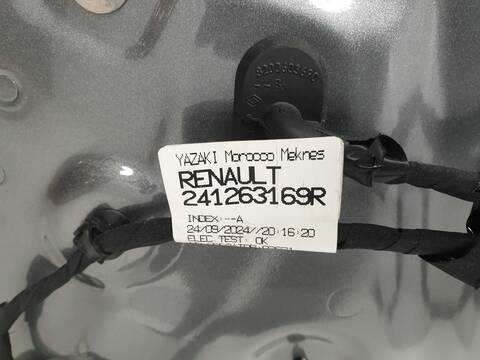 YAZAKI Morocco Meknes
RENAULT
241263169R
INDEX:--A
24/09/2024//20:16:20
ELEC.TEST: OK